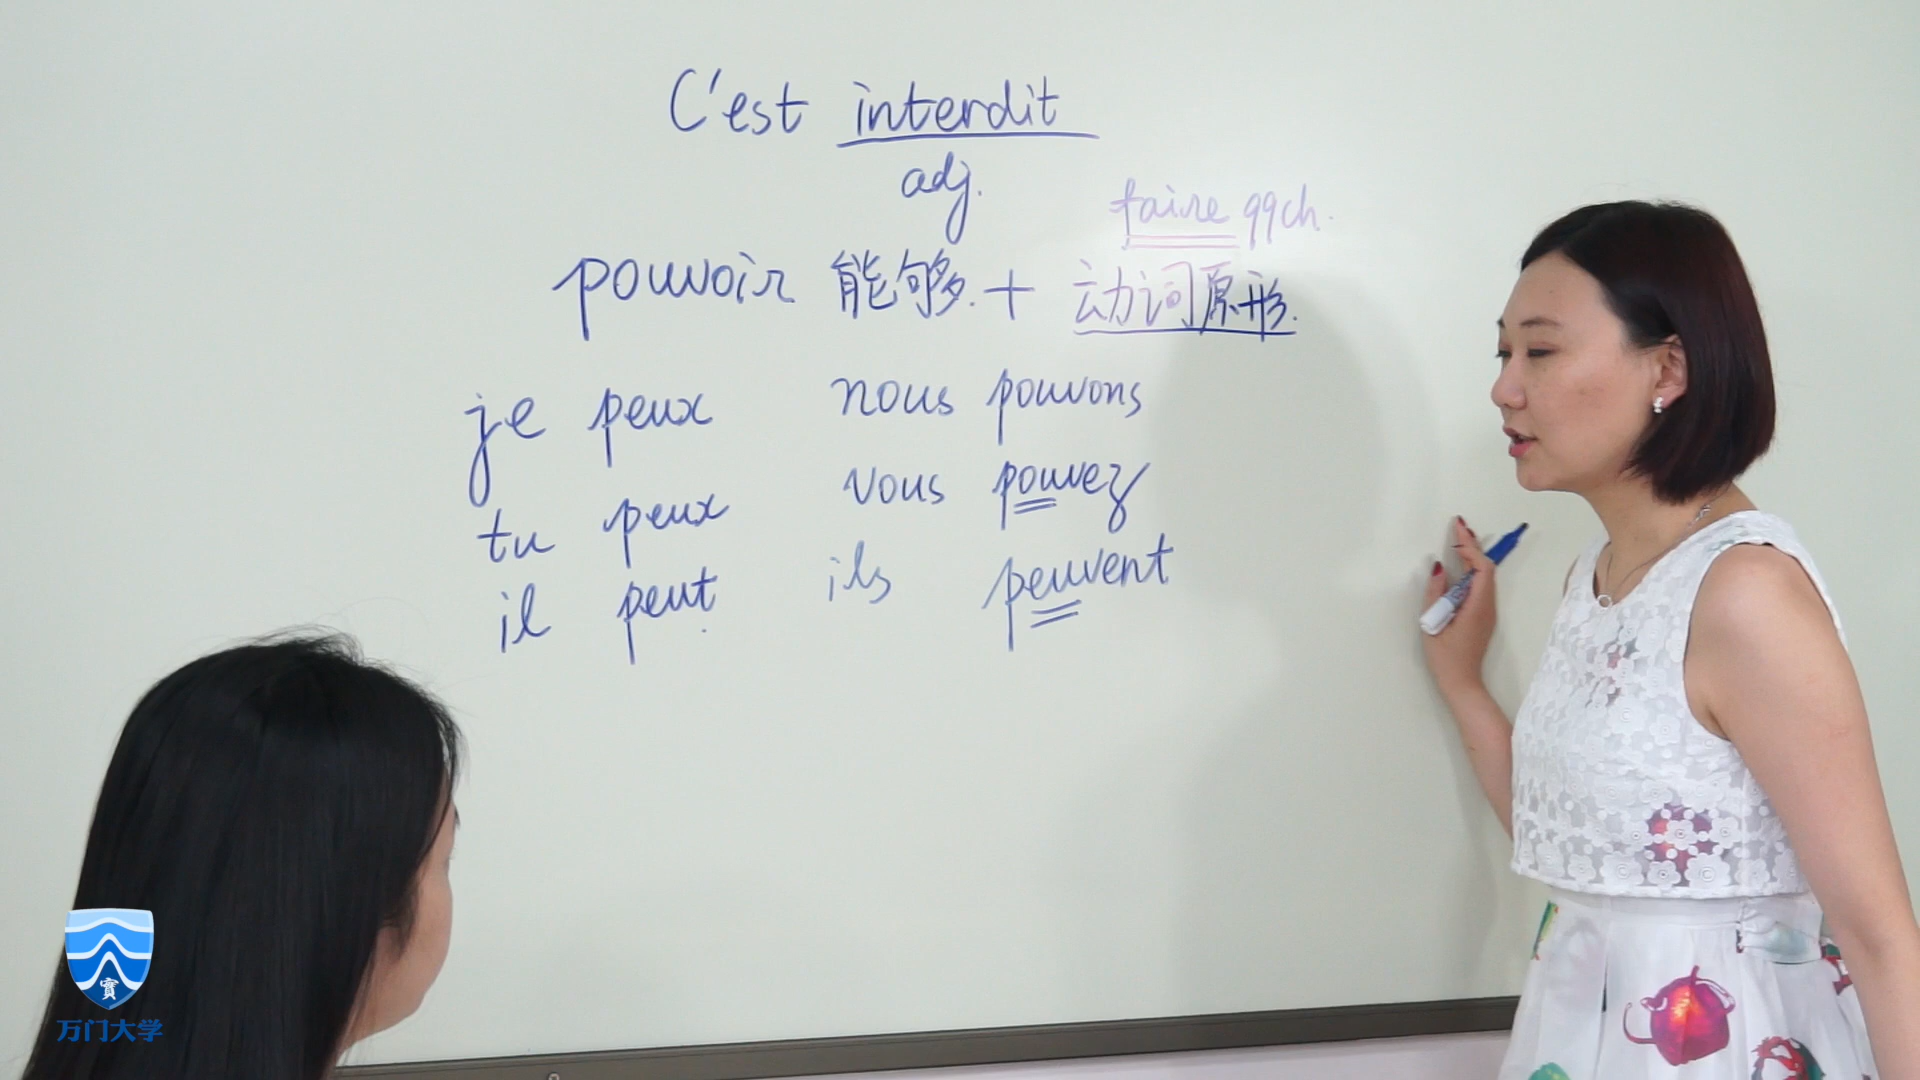 C'est interdit
adj.
faire qqch.
pouvoir 能够. + 动词原形.
je peux nous pouvons
tu peux vous pouvez
il peut ils peuvent
實
万门大学